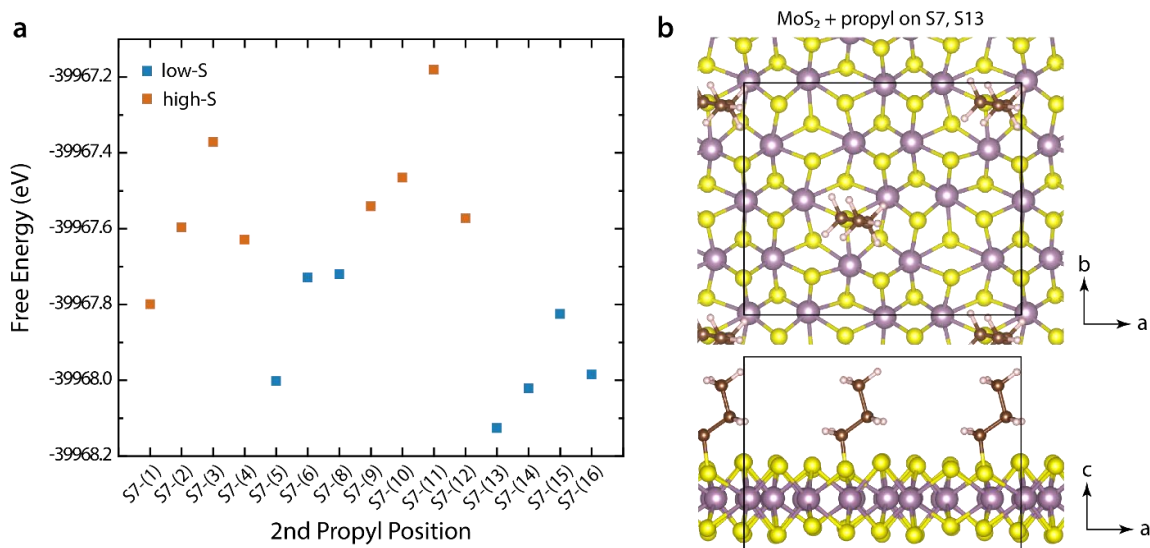 a
-39967.2
-39967.4
-39967.6
-39967.8
-39968.0
-39968.2
Free Energy (eV)
low-S
high-S
S7-(1)
S7-(2)
S7-(3)
S7-(4)
S7-(5)
S7-(6)
S7-(8)
S7-(9)
S7-(10)
S7-(11)
S7-(12)
S7-(13)
S7-(14)
S7-(15)
S7-(16)
2nd Propyl Position
b
MoS₂ + propyl on S7, S13
b
a
c
a